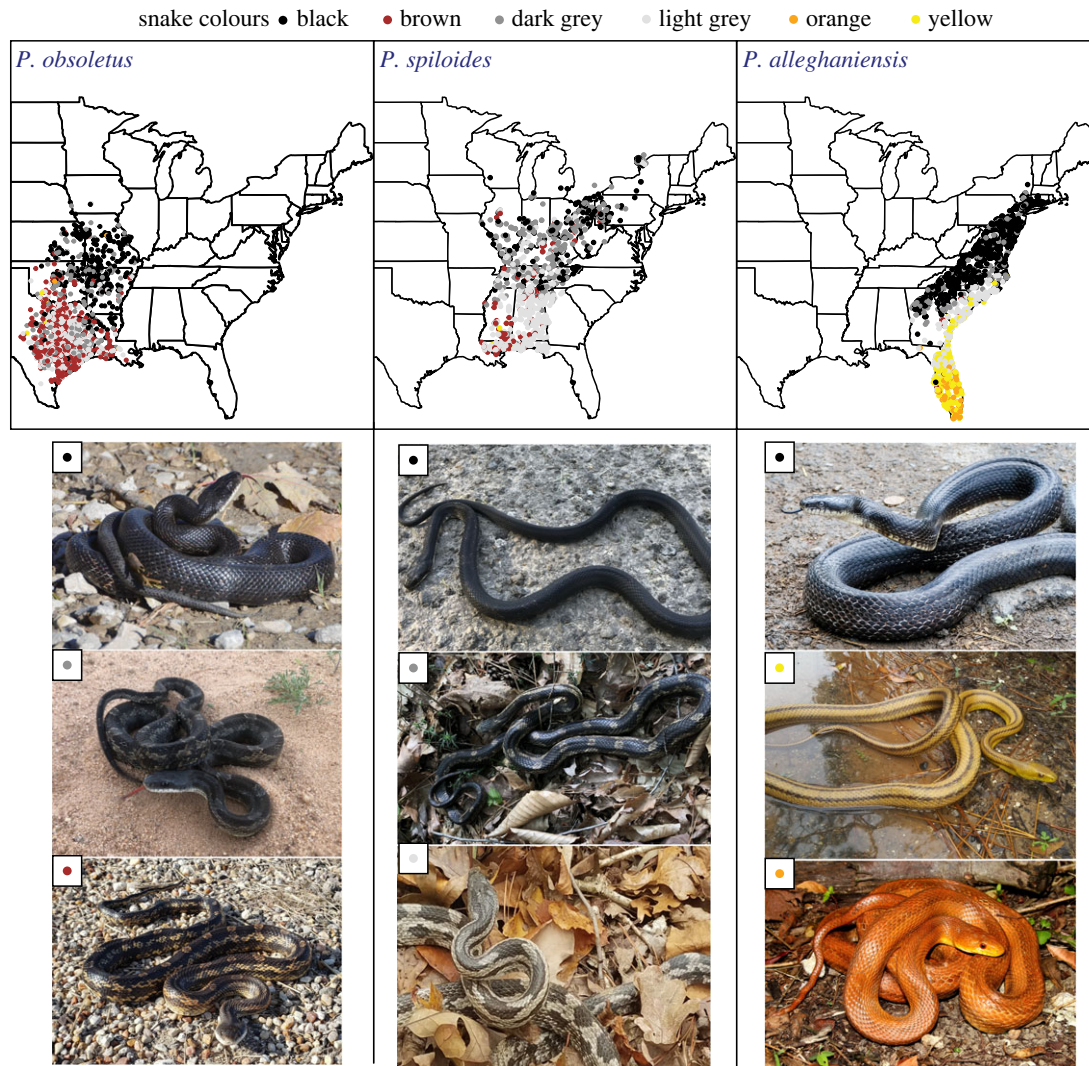 snake colours black brown dark grey light grey orange yellow
P. obsoletus P. spiloides P. alleghaniensis